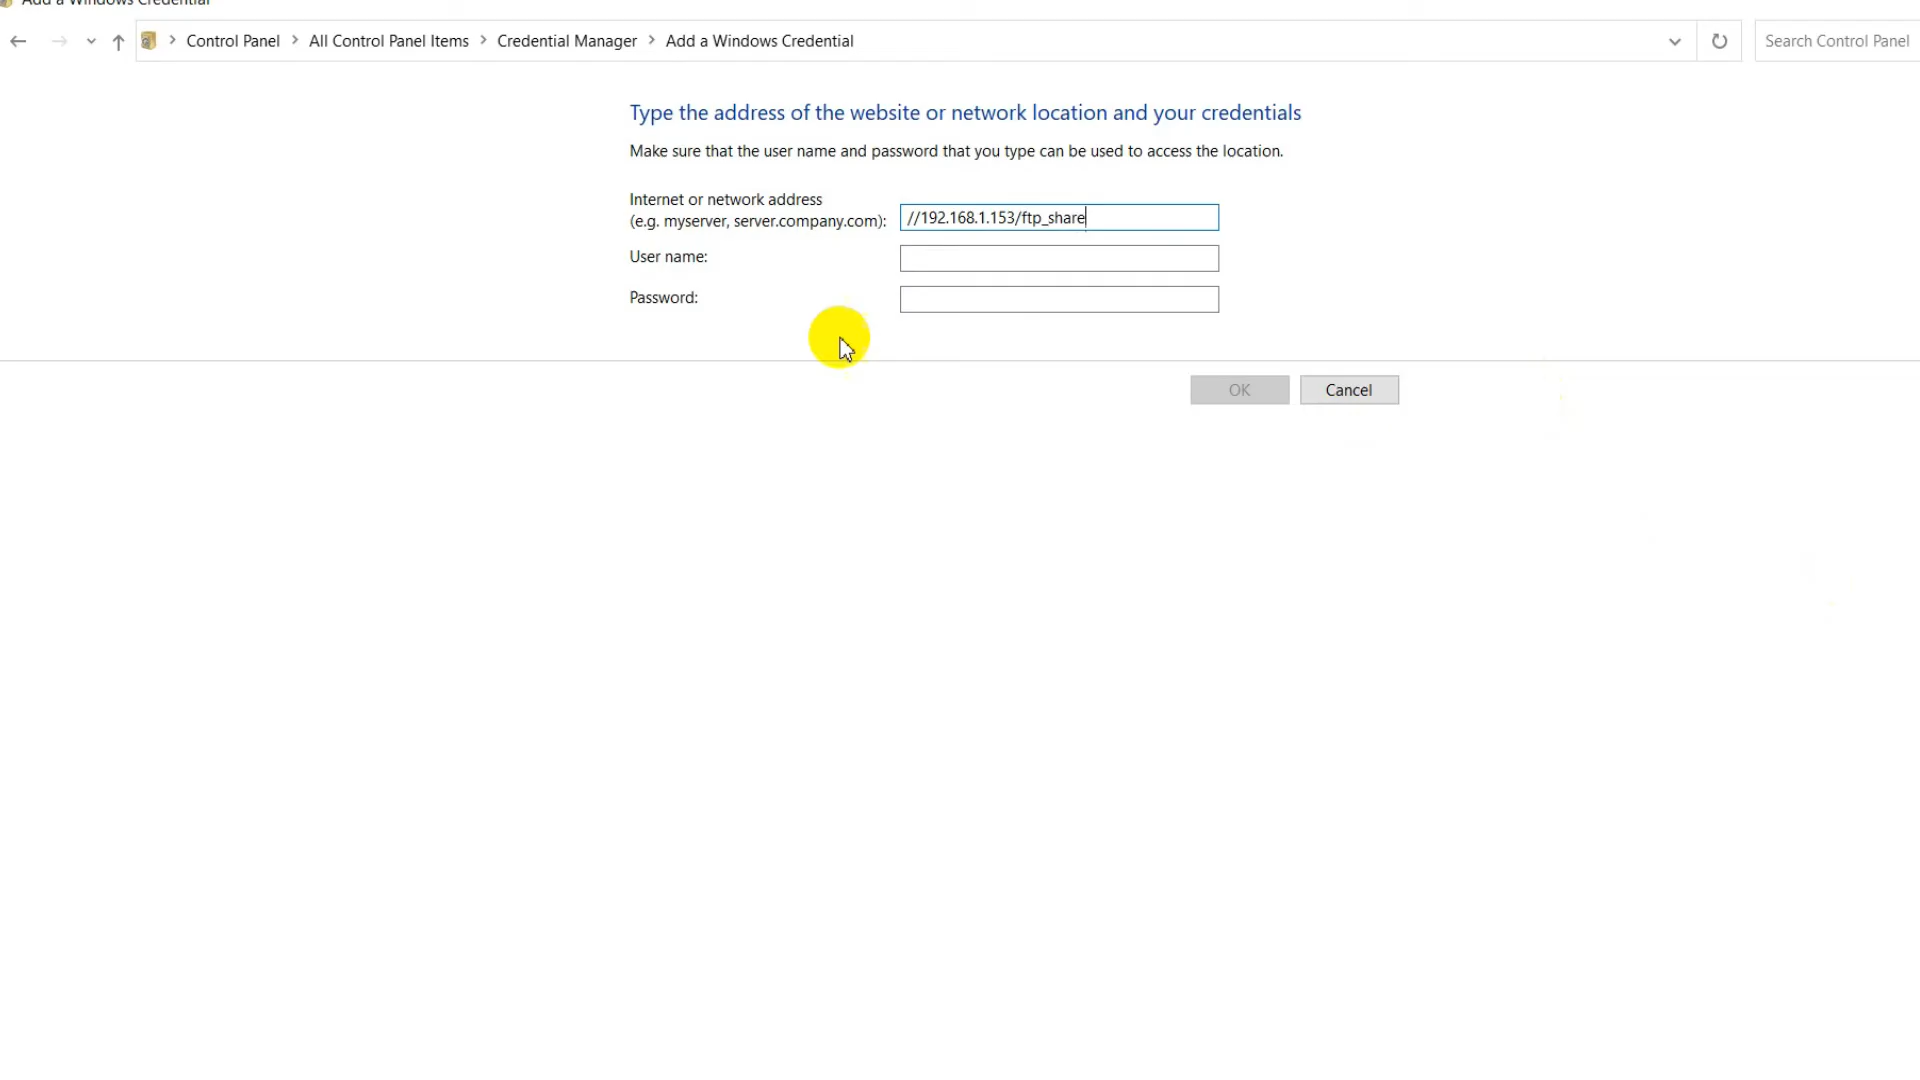 Add a Windows Credential
Control Panel > All Control Panel Items > Credential Manager > Add a Windows Credential
Search Control Panel
Type the address of the website or network location and your credentials
Make sure that the user name and password that you type can be used to access the location.
Internet or network address
(e.g. myserver, server.company.com):
//192.168.1.153/ftp_share
User name:
Password:
OK
Cancel